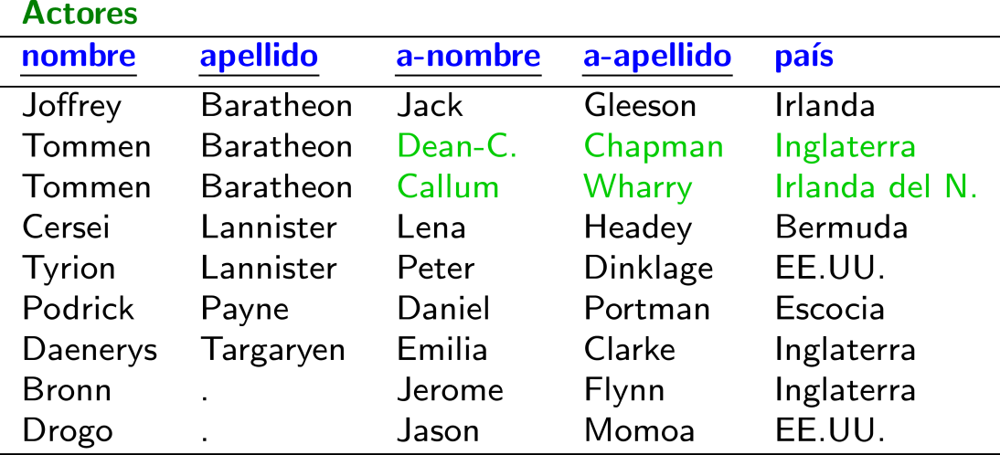 Actores
nombre apellido a-nombre a-apellido país
Joffrey Baratheon Jack Gleeson Irlanda
Tommen Baratheon Dean-C. Chapman Inglaterra
Tommen Baratheon Callum Wharry Irlanda del N.
Cersei Lannister Lena Headey Bermuda
Tyrion Lannister Peter Dinklage EE.UU.
Podrick Payne Daniel Portman Escocia
Daenerys Targaryen Emilia Clarke Inglaterra
Bronn . Jerome Flynn Inglaterra
Drogo . Jason Momoa EE.UU.